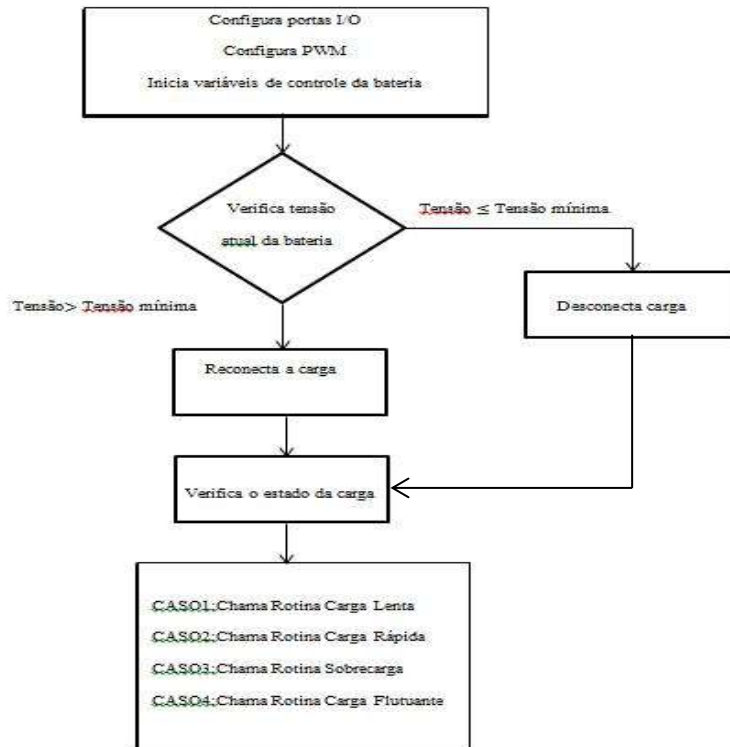 Configura portas I/O
Configura PWM
Inicia variáveis de controle da bateria
Verifica tensão
atual da bateria
Tensão ≤ Tensão mínima
Tensão> Tensão mínima
Desconecta carga
Reconecta a carga
Verifica o estado da carga
CASO1:Chama Rotina Carga Lenta
CASO2:Chama Rotina Carga Rápida
CASO3:Chama Rotina Sobrecarga
CASO4:Chama Rotina Carga Flutuante